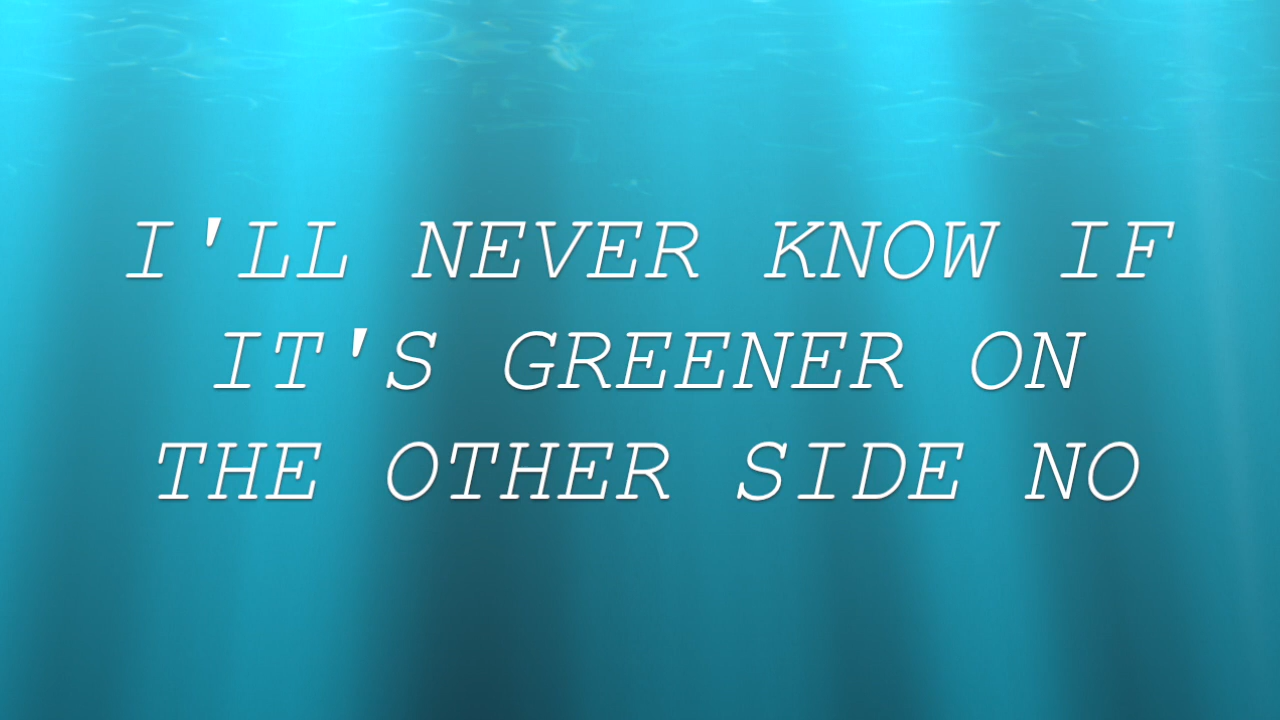 I'LL NEVER KNOW IF
IT'S GREENER ON
THE OTHER SIDE NO